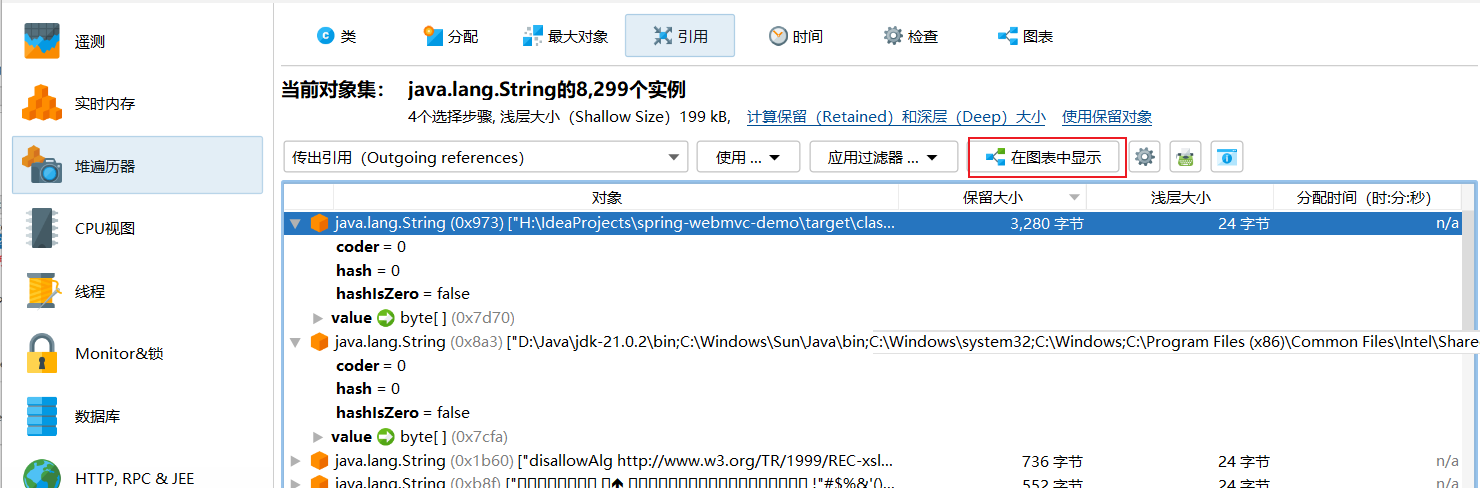 遥测
实时内存
堆遍历器
CPU视图
线程
Monitor&锁
数据库
HTTP, RPC & JEE
类 分配 最大对象 引用 时间 检查 图表
当前对象集： java.lang.String的8,299个实例
4个选择步骤, 浅层大小（Shallow Size）199 kB, 计算保留（Retained）和深层（Deep）大小 使用保留对象
传出引用（Outgoing references） 使用 ... 应用过滤器 ... 在图表中显示
对象 保留大小 浅层大小 分配时间（时:分:秒）
java.lang.String (0x973) ["H:\IdeaProjects\spring-webmvc-demo\target\clas... 3,280 字节 24 字节 n/a
coder = 0
hash = 0
hashIsZero = false
value byte[ ] (0x7d70)
java.lang.String (0x8a3) ["D:\Java\jdk-21.0.2\bin;C:\Windows\Sun\Java\bin;C:\Windows\system32;C:\Windows;C:\Program Files (x86)\Common Files\Intel\Share
coder = 0
hash = 0
hashIsZero = false
value byte[ ] (0x7cfa)
java.lang.String (0x1b60) ["disallowAlg http://www.w3.org/TR/1999/REC-xsl... 736 字节 24 字节 n/a
java.lang.String (0xb8f) 552 字节 24 字节 n/a